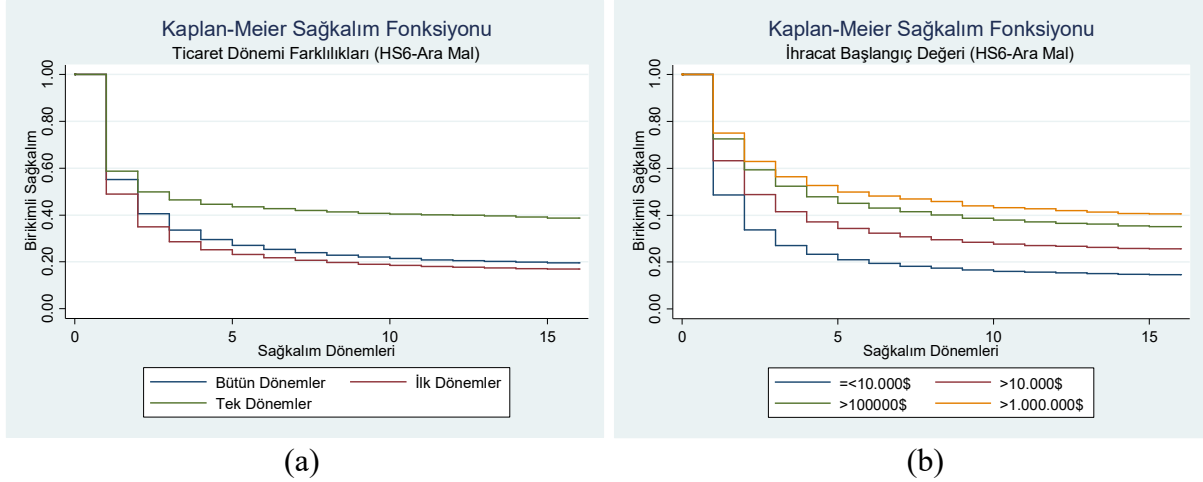 Kaplan-Meier Sağkalım Fonksiyonu
Ticaret Dönemi Farklılıkları (HS6-Ara Mal)
Birikimli Sağkalım
1.00
0.80
0.60
0.40
0.20
0.00
0 5 10 15
Sağkalım Dönemleri
Bütün Dönemler İlk Dönemler
Tek Dönemler
(a)
Kaplan-Meier Sağkalım Fonksiyonu
İhracat Başlangıç Değeri (HS6-Ara Mal)
Birikimli Sağkalım
1.00
0.80
0.60
0.40
0.20
0.00
0 5 10 15
Sağkalım Dönemleri
=<10.000$ >10.000$
>100000$ >1.000.000$
(b)